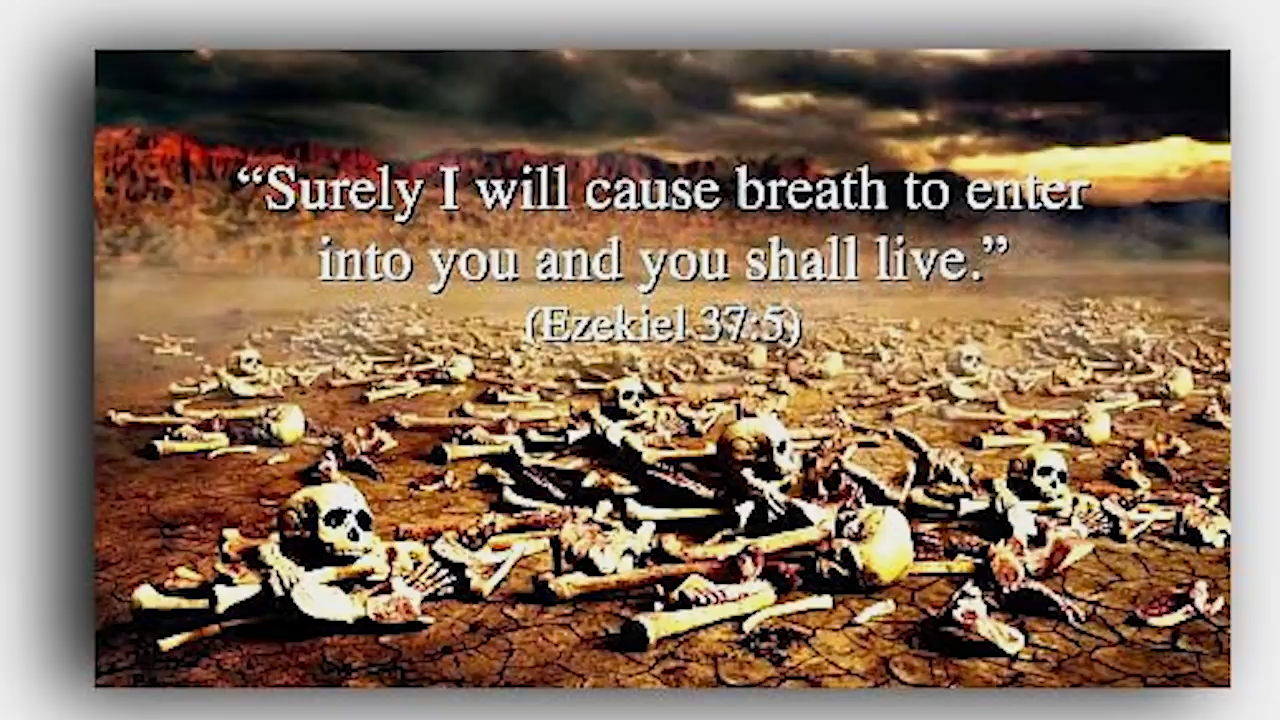 “Surely I will cause breath to enter
into you and you shall live.”
(Ezekiel 37:5)